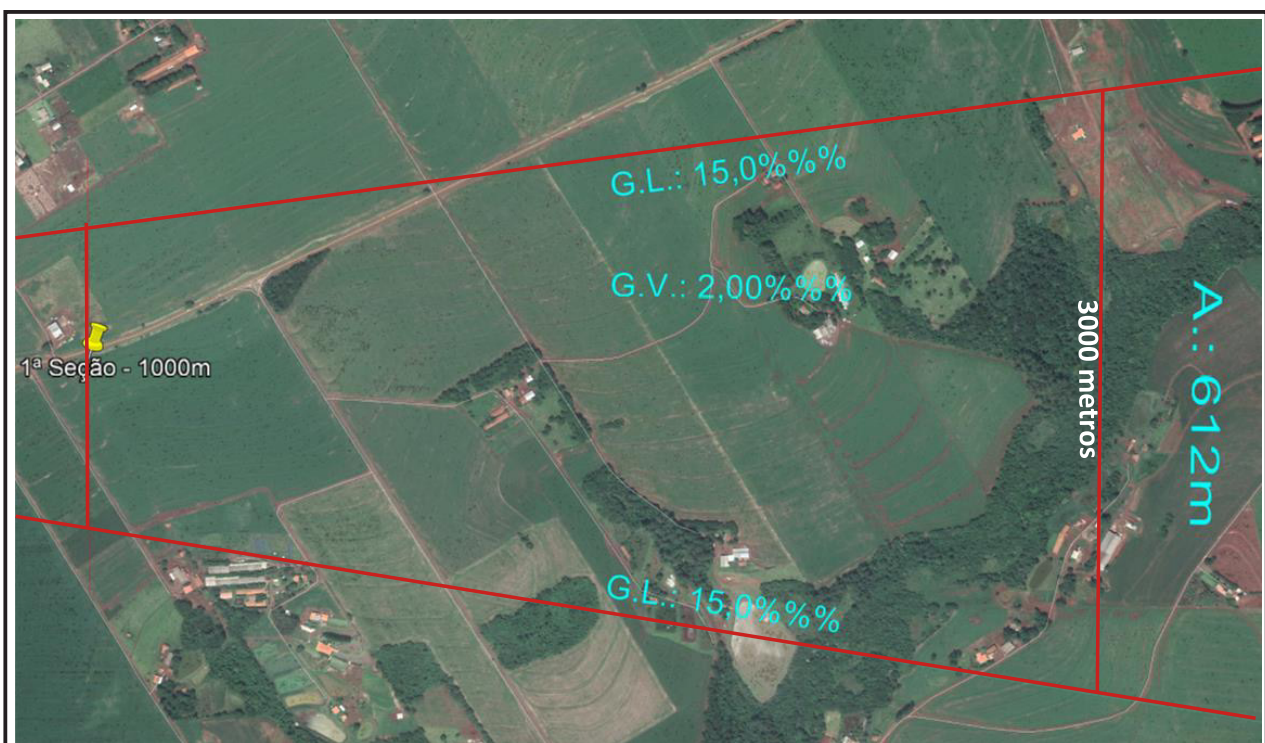 G.L.: 15,0%%%
G.V.: 2,00%%%
1ª Seção - 1000m
3000 metros
A.: 612m
G.L.: 15,0%%%